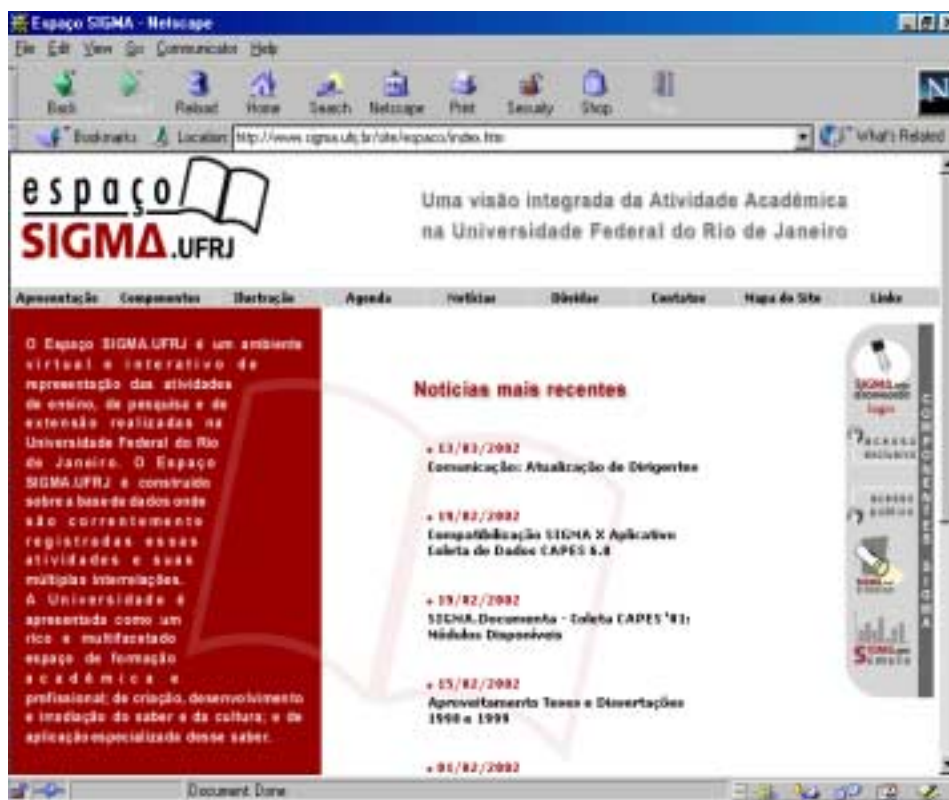 Espaço SIGMA - Netscape
File Edit View Go Communicator Help
Back Reload Home Search Netscape Print Security Shop
Bookmarks Location: http://www.sigma.ufrj.br/site/espaco/index.htm What's Related
espaço
SIGMA.UFRJ
Uma visão integrada da Atividade Acadêmica
na Universidade Federal do Rio de Janeiro
Apresentação Componentes Ilustração Agenda Notícias Dúvidas Contatos Mapa do Site Links
O Espaço SIGMA.UFRJ é um ambiente
virtual e interativo de
representação das atividades
de ensino, de pesquisa e de
extensão realizadas na
Universidade Federal do Rio
de Janeiro. O Espaço
SIGMA.UFRJ é construído
sobre a base de dados onde
são correntemente
registradas essas
atividades e suas
múltiplas interrelações.
A Universidade é
apresentada como um
rico e multifacetado
espaço de formação
acadêmica e
profissional; de criação, desenvolvimento
e irradiação do saber e da cultura; e de
aplicação especializada desse saber.
Notícias mais recentes
13/03/2002
Comunicação: Atualização de Dirigentes
19/02/2002
Compatibilização SIGMA X Aplicativo
Coleta de Dados CAPES 6.0
19/02/2002
SIGMA.Documenta - Coleta CAPES '01:
Módulos Disponíveis
15/02/2002
Aproveitamento Teses e Dissertações
1998 e 1999
01/02/2002
login
acesso
exclusivo
acesso
público
COMPONENTES SIGMA
Document Done